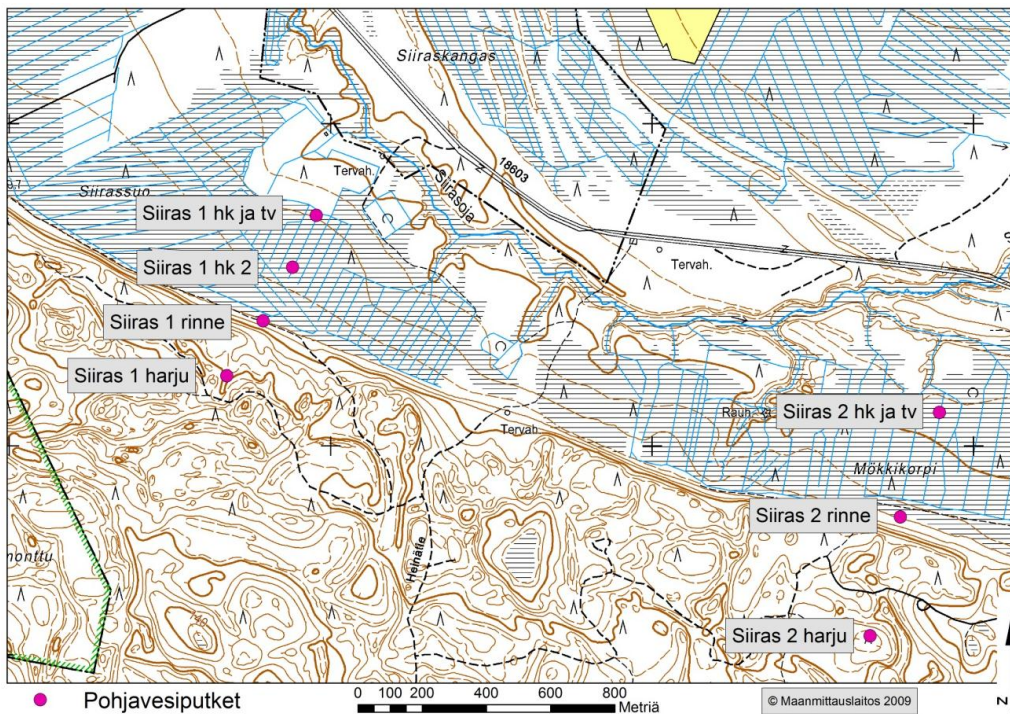 Siiraskangas
18603
Tervah.
Siirasoja
Siirassuo
Siiras 1 hk ja tv
Tervah.
Siiras 1 hk 2
Siiras 1 rinne
Siiras 1 harju
Rauh.
Siiras 2 hk ja tv
Tervah.
Mökkikorpi
Siiras 2 rinne
monttu
Heinälle
Siiras 2 harju
Pohjavesiputket
0 100 200 400 600 800
Metriä
© Maanmittauslaitos 2009
N